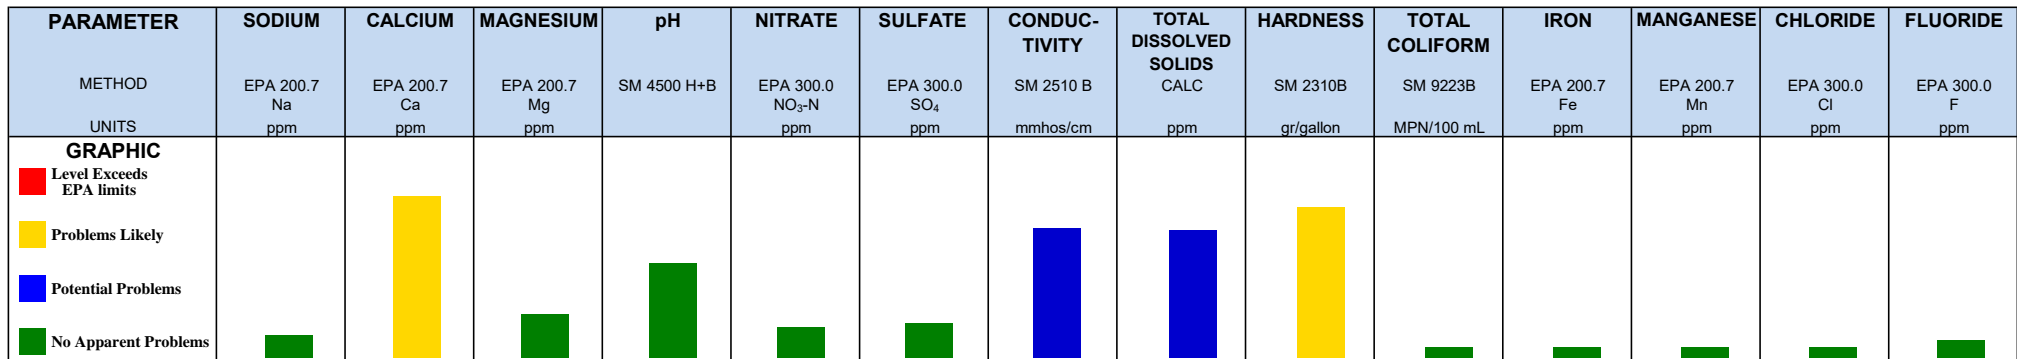 PARAMETER SODIUM CALCIUM MAGNESIUM pH NITRATE SULFATE CONDUC- TOTAL HARDNESS TOTAL IRON MANGANESE CHLORIDE FLUORIDE
TIVITY DISSOLVED COLIFORM
SOLIDS
METHOD EPA 200.7 EPA 200.7 EPA 200.7 SM 4500 H+B EPA 300.0 EPA 300.0 SM 2510 B CALC SM 2310B SM 9223B EPA 200.7 EPA 200.7 EPA 300.0 EPA 300.0
Na Ca Mg NO₃-N SO₄ Fe Mn Cl F
UNITS ppm ppm ppm ppm ppm mmhos/cm ppm gr/gallon MPN/100 mL ppm ppm ppm ppm
GRAPHIC
Level Exceeds
EPA limits
Problems Likely
Potential Problems
No Apparent Problems